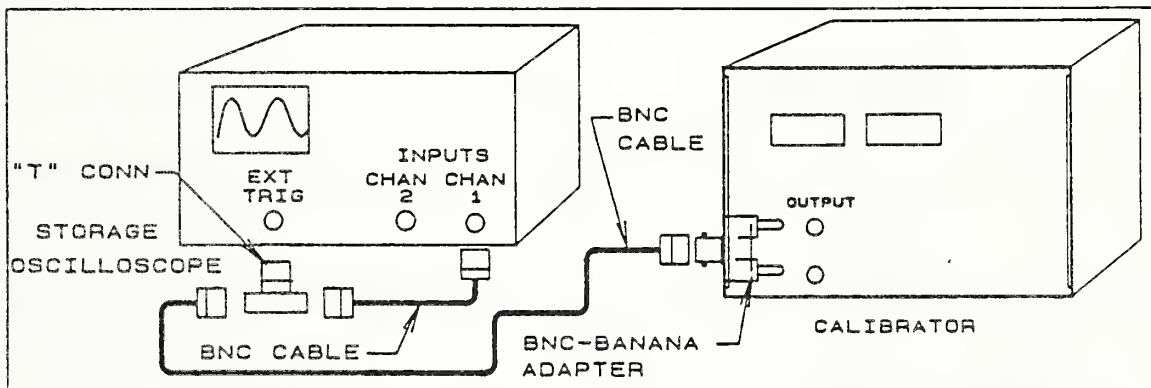 "T" CONN
STORAGE
OSCILLOSCOPE
EXT
TRIG
INPUTS
CHAN
2
CHAN
1
BNC CABLE
BNC
CABLE
BNC-BANANA
ADAPTER
OUTPUT
CALIBRATOR